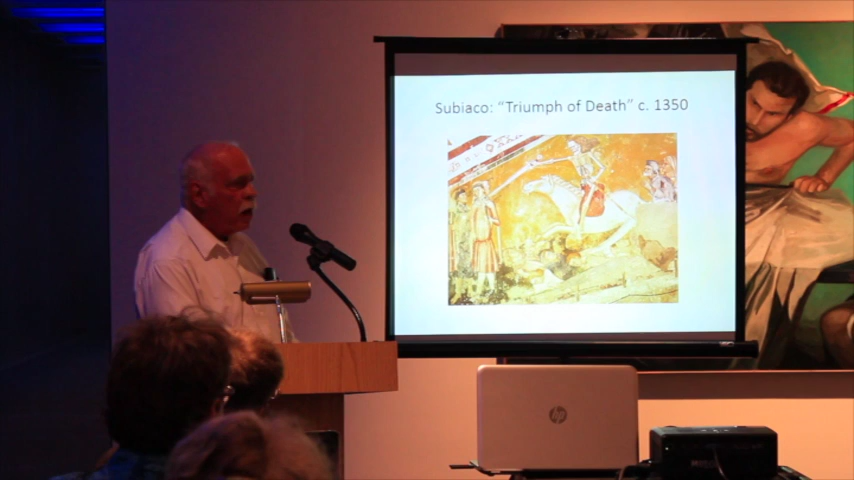 Subiaco: “Triumph of Death” c. 1350
hp